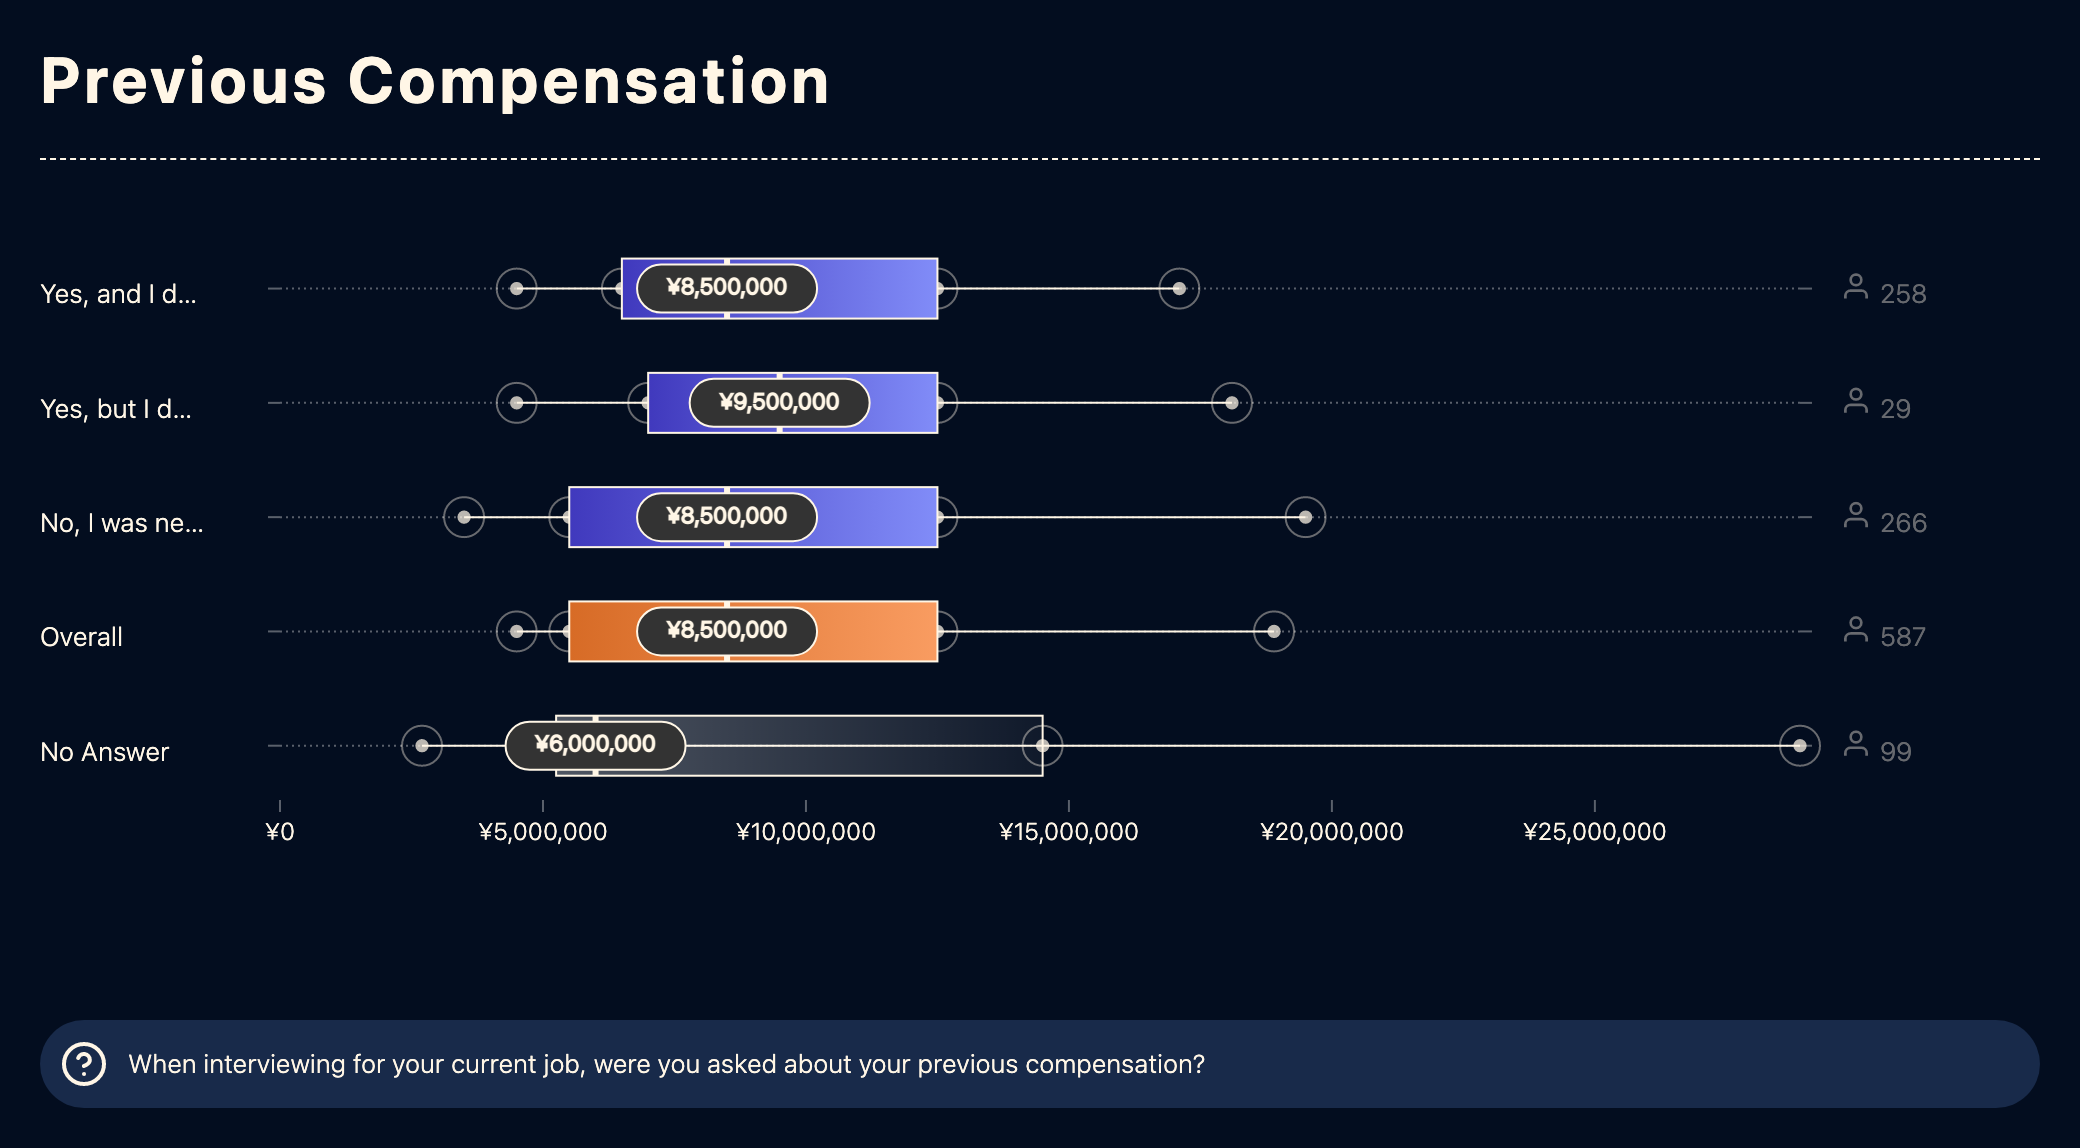 Previous Compensation
Yes, and I d...
¥8,500,000
258
Yes, but I d...
¥9,500,000
29
No, I was ne...
¥8,500,000
266
Overall
¥8,500,000
587
No Answer
¥6,000,000
99
¥0 ¥5,000,000 ¥10,000,000 ¥15,000,000 ¥20,000,000 ¥25,000,000
When interviewing for your current job, were you asked about your previous compensation?